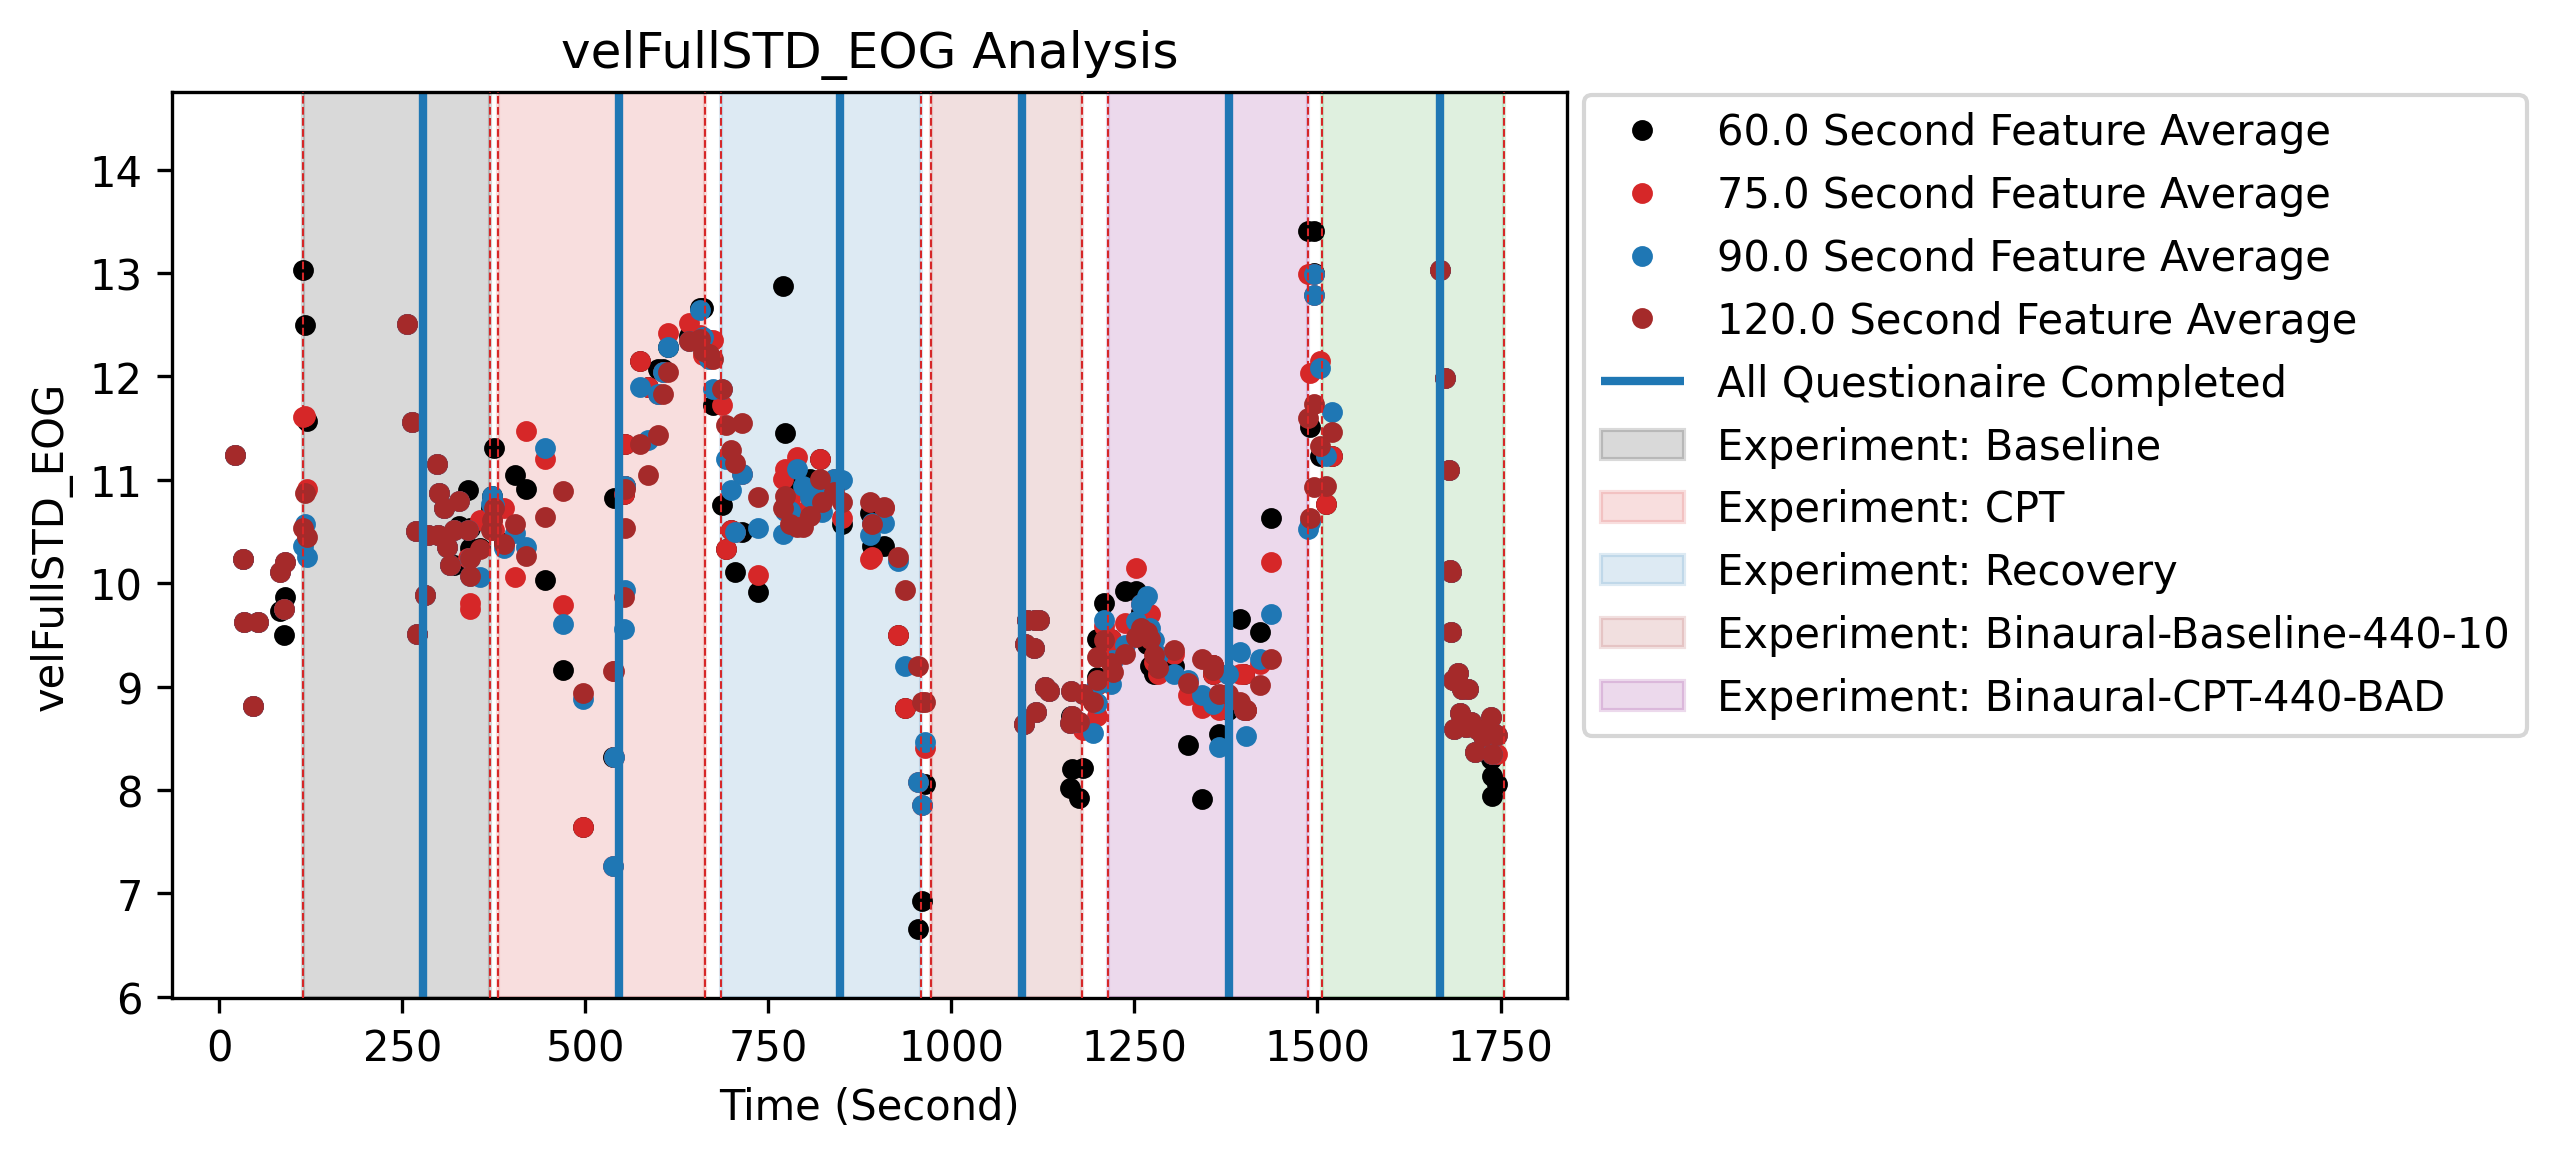 velFullSTD_EOG Analysis
velFullSTD_EOG
14
13
12
11
10
9
8
7
6
0 250 500 750 1000 1250 1500 1750
Time (Second)
60.0 Second Feature Average
75.0 Second Feature Average
90.0 Second Feature Average
120.0 Second Feature Average
All Questionaire Completed
Experiment: Baseline
Experiment: CPT
Experiment: Recovery
Experiment: Binaural-Baseline-440-10
Experiment: Binaural-CPT-440-BAD